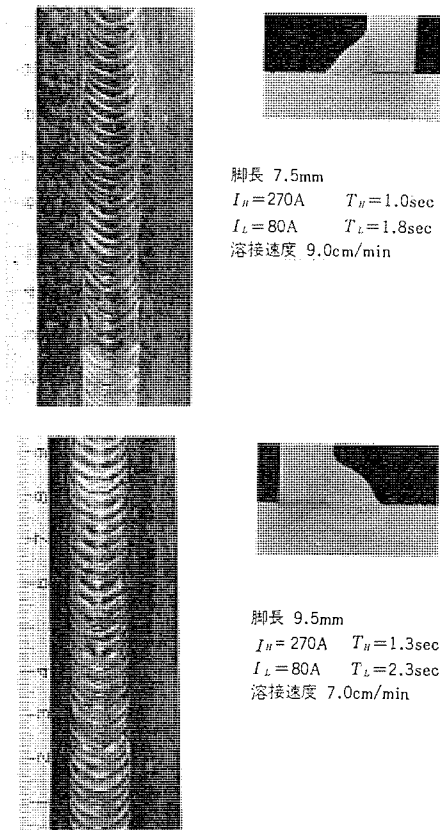 脚長 7.5mm
I_H=270A T_H=1.0sec
I_L=80A T_L=1.8sec
溶接速度 9.0cm/min
脚長 9.5mm
I_H=270A T_H=1.3sec
I_L=80A T_L=2.3sec
溶接速度 7.0cm/min